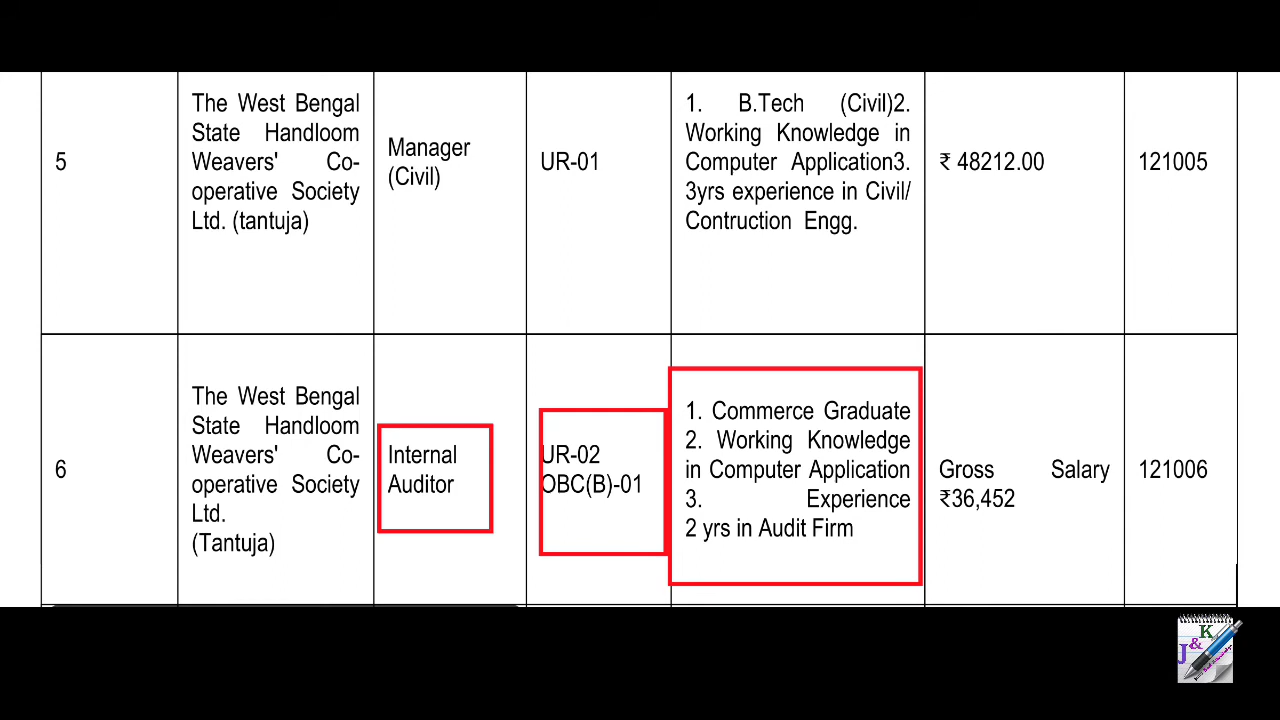 5
The West Bengal
State Handloom
Weavers' Co-
operative Society
Ltd. (tantuja)
Manager
(Civil)
UR-01
1. B.Tech (Civil)2.
Working Knowledge in
Computer Application3.
3yrs experience in Civil/
Contruction Engg.
₹ 48212.00
121005
6
The West Bengal
State Handloom
Weavers' Co-
operative Society
Ltd.
(Tantuja)
Internal
Auditor
UR-02
OBC(B)-01
1. Commerce Graduate
2. Working Knowledge
in Computer Application
3. Experience
2 yrs in Audit Firm
Gross Salary
₹36,452
121006
J&K